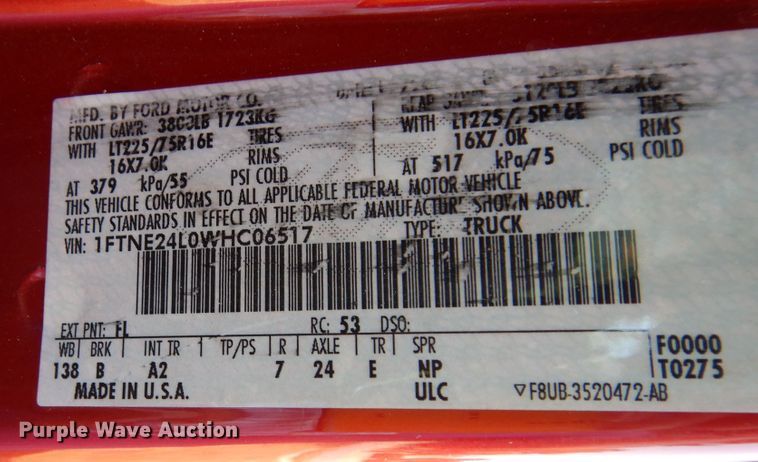 MFD. BY FORD MOTOR CO.
FRONT GAWR: 3800LB 1723KG
WITH LT225/75R16E TIRES
16X7.0K RIMS
AT 379 kPa/55 PSI COLD
REAR GAWR:
WITH LT225/75R16E TIRES
16X7.0K RIMS
AT 517 kPa/75 PSI COLD
THIS VEHICLE CONFORMS TO ALL APPLICABLE FEDERAL MOTOR VEHICLE
SAFETY STANDARDS IN EFFECT ON THE DATE OF MANUFACTURE SHOWN ABOVE.
VIN: 1FTNE24L0WHC06517 TYPE: TRUCK
EXT PNT: FL RC: 53 DSO:
WB BRK INT TR TP/PS R AXLE TR SPR F0000
138 B A2 7 24 E NP T0275
MADE IN U.S.A. ULC ▽F8UB-3520472-AB
Purple Wave Auction